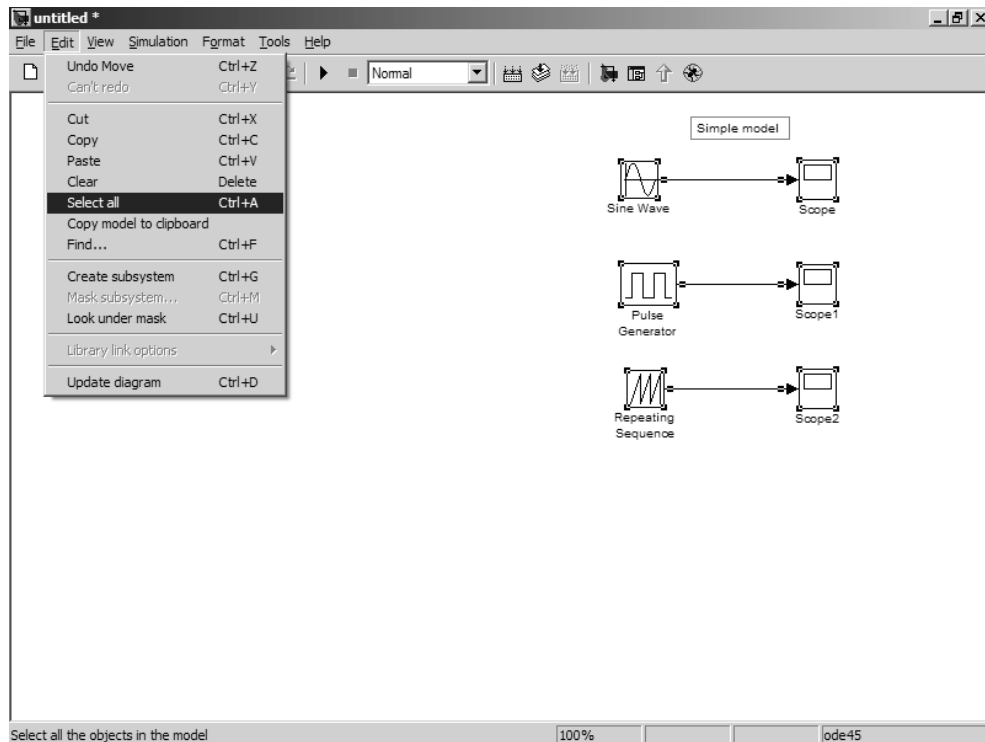 untitled *
File Edit View Simulation Format Tools Help
Normal
Undo Move Ctrl+Z
Can't redo Ctrl+Y
Cut Ctrl+X
Copy Ctrl+C
Paste Ctrl+V
Clear Delete
Select all Ctrl+A
Copy model to clipboard
Find... Ctrl+F
Create subsystem Ctrl+G
Mask subsystem... Ctrl+M
Look under mask Ctrl+U
Library link options
Update diagram Ctrl+D
Simple model
Sine Wave
Scope
Pulse
Generator
Scope1
Repeating
Sequence
Scope2
Select all the objects in the model 100% ode45